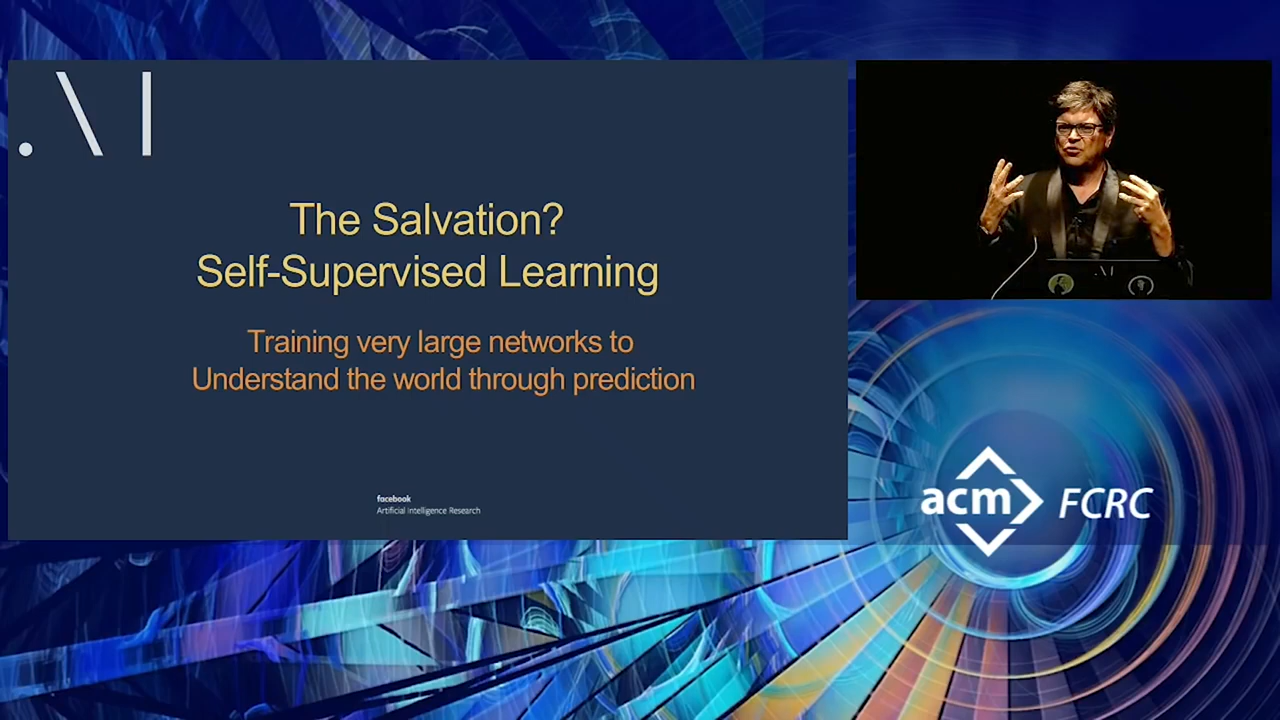 The Salvation?
Self-Supervised Learning
Training very large networks to
Understand the world through prediction
facebook
Artificial Intelligence Research
acm FCRC